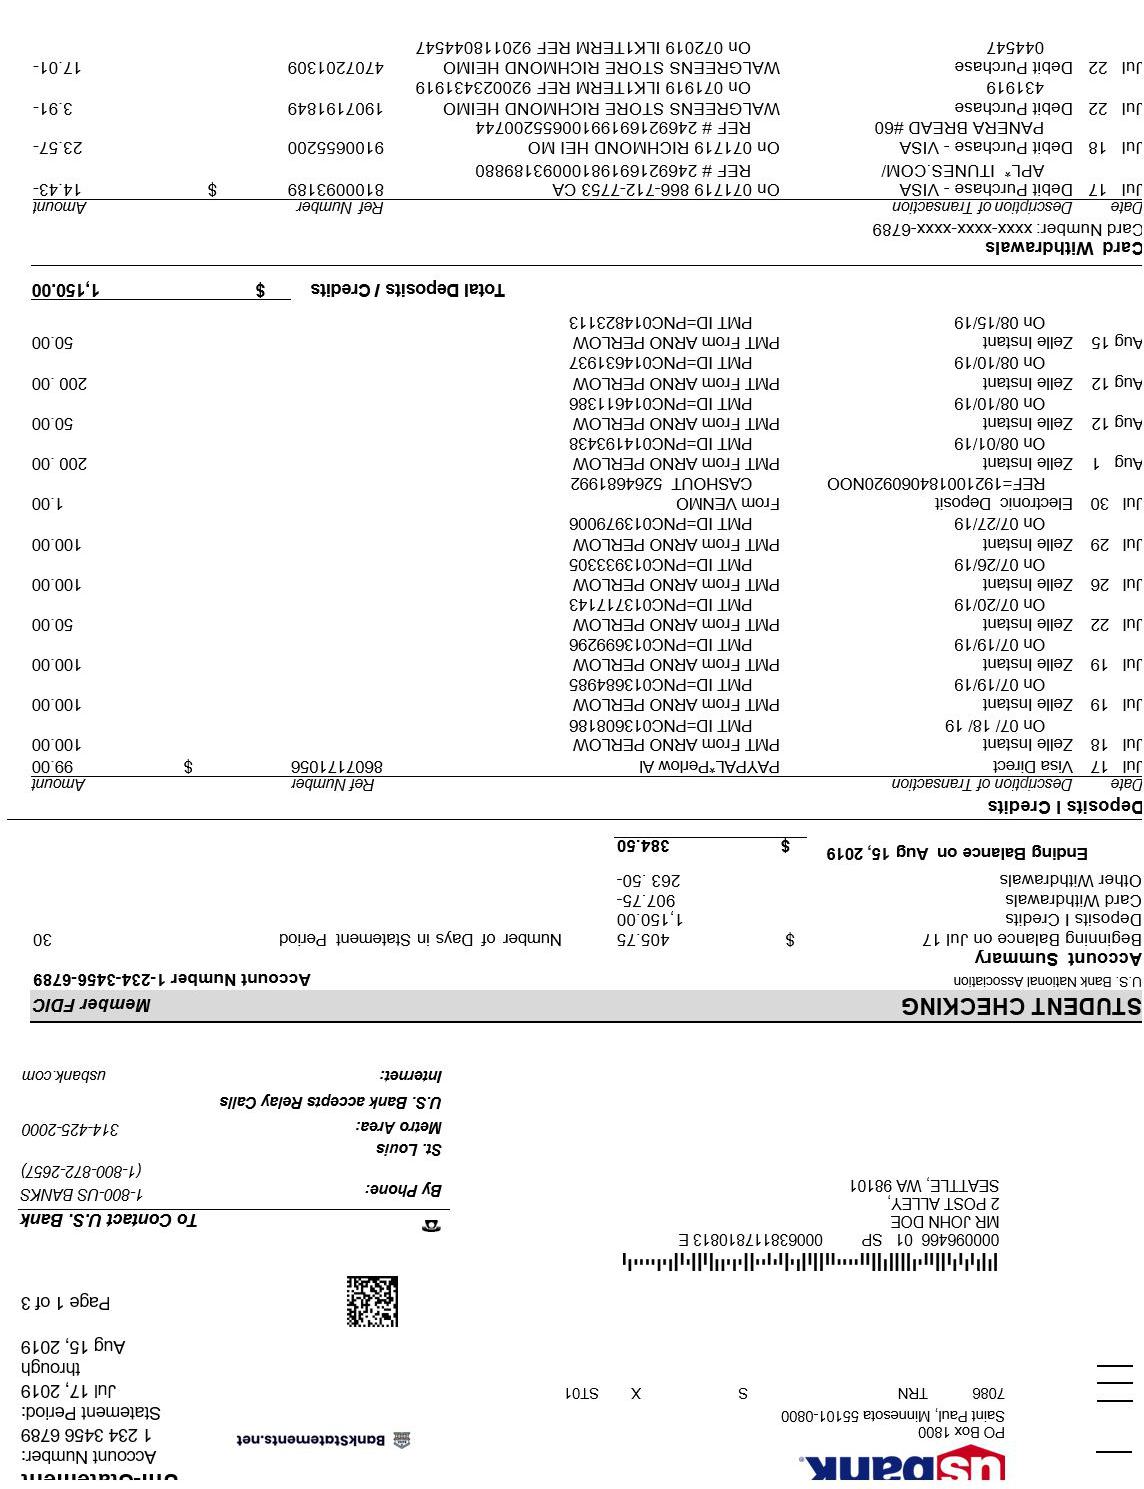 usbank
Uni-Statement
Account Number:
1 234 3456 6789
Statement Period:
Jul 17, 2019
through
Aug 15, 2019
Page 1 of 3
BankStatements.net
PO Box 1800
Saint Paul, Minnesota 55101-0800
7086 TRN S X ST01
000096466 01 SP 000638117810813 E
MR JOHN DOE
2 POST ALLEY,
SEATTLE, WA 98101
To Contact U.S. Bank
By Phone: 1-800-US BANKS
(1-800-872-2657)
St. Louis
Metro Area: 314-425-2000
U.S. Bank accepts Relay Calls
Internet: usbank.com
STUDENT CHECKING Member FDIC
U.S. Bank National Association Account Number 1-234-3456-6789
Account Summary
Beginning Balance on Jul 17 $ 405.75 Number of Days in Statement Period 30
Deposits I Credits 1,150.00
Card Withdrawals 907.75-
Other Withdrawals 263 .50-
Ending Balance on Aug 15, 2019 $ 384.50
Deposits I Credits
Date Description of Transaction Ref Number Amount
Jul 17 Visa Direct PAYPAL*Perlow Al 8607171056 $ 99.00
Jul 18 Zelle Instant PMT From ARNO PERLOW 100.00
On 07/ 18/ 19 PMT ID=PNC013608186
Jul 19 Zelle Instant PMT From ARNO PERLOW 100.00
On 07/19/19 PMT ID=PNC013684985
Jul 19 Zelle Instant PMT From ARNO PERLOW 100.00
On 07/19/19 PMT ID=PNC013699296
Jul 22 Zelle Instant PMT From ARNO PERLOW 50.00
On 07/20/19 PMT ID=PNC013717143
Jul 26 Zelle Instant PMT From ARNO PERLOW 100.00
On 07/26/19 PMT ID=PNC013933305
Jul 29 Zelle Instant PMT From ARNO PERLOW 100.00
On 07/27/19 PMT ID=PNC013979006
Jul 30 Electronic Deposit From VENMO 1.00
REF=192100184060920NOO CASHOUT 5264681992
Aug 1 Zelle Instant PMT From ARNO PERLOW 200 .00
On 08/01/19 PMT ID=PNC014193438
Aug 12 Zelle Instant PMT From ARNO PERLOW 50.00
On 08/10/19 PMT ID=PNC014611386
Aug 12 Zelle Instant PMT From ARNO PERLOW 200 .00
On 08/10/19 PMT ID=PNC014631937
Aug 15 Zelle Instant PMT From ARNO PERLOW 50.00
On 08/15/19 PMT ID=PNC014823113
Total Deposits / Credits $ 1,150.00
Card Withdrawals
Card Number: xxxx-xxxx-xxxx-6789
Date Description of Transaction Ref Number Amount
Jul 17 Debit Purchase - VISA On 071719 866-712-7753 CA 8100093189 $ 14.43-
APL* ITUNES.COM/ REF # 24692169198100093189880
Jul 18 Debit Purchase - VISA On 071719 RICHMOND HEI MO 9100655200 23.57-
PANERA BREAD #60 REF # 24692169199100655200744
Jul 22 Debit Purchase WALGREENS STORE RICHMOND HEIMO 1907191849 3.91-
431919 On 071919 ILK1TERM REF 92002343191​9
Jul 22 Debit Purchase WALGREENS STORE RICHMOND HEIMO 4707201309 17.01-
044547 On 072019 ILK1TERM REF 920118044547